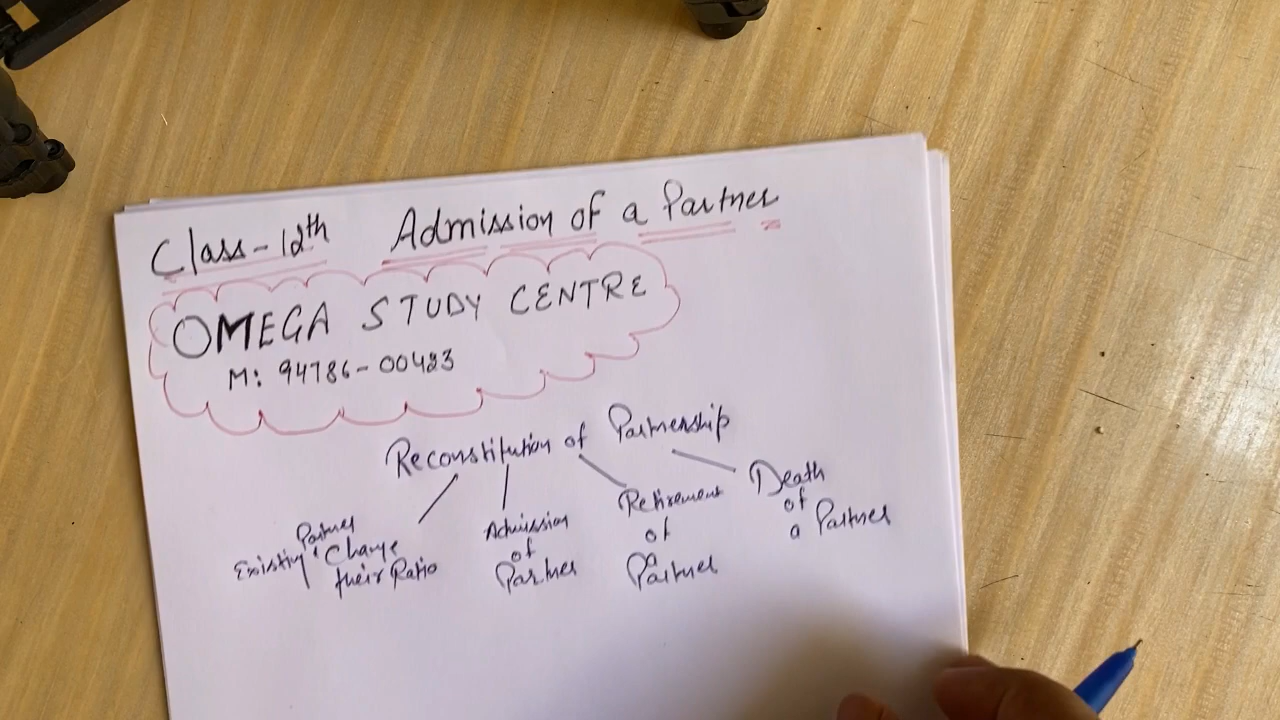 Class-12th Admission of a Partner
OMEGA STUDY CENTRE
M: 94786-00423
Reconstitution of Partnership
Existing Partner Change
their Ratio
Admission
of
Partner
Retirement
of
a
Partner
Death
of
a Partner